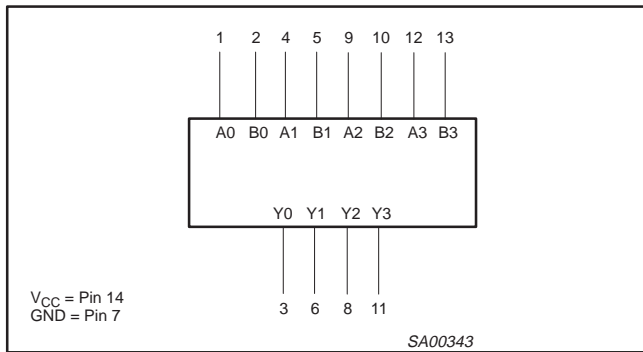 1 2 4 5 9 10 12 13
A0 B0 A1 B1 A2 B2 A3 B3
Y0 Y1 Y2 Y3
3 6 8 11
VCC = Pin 14
GND = Pin 7
SA00343